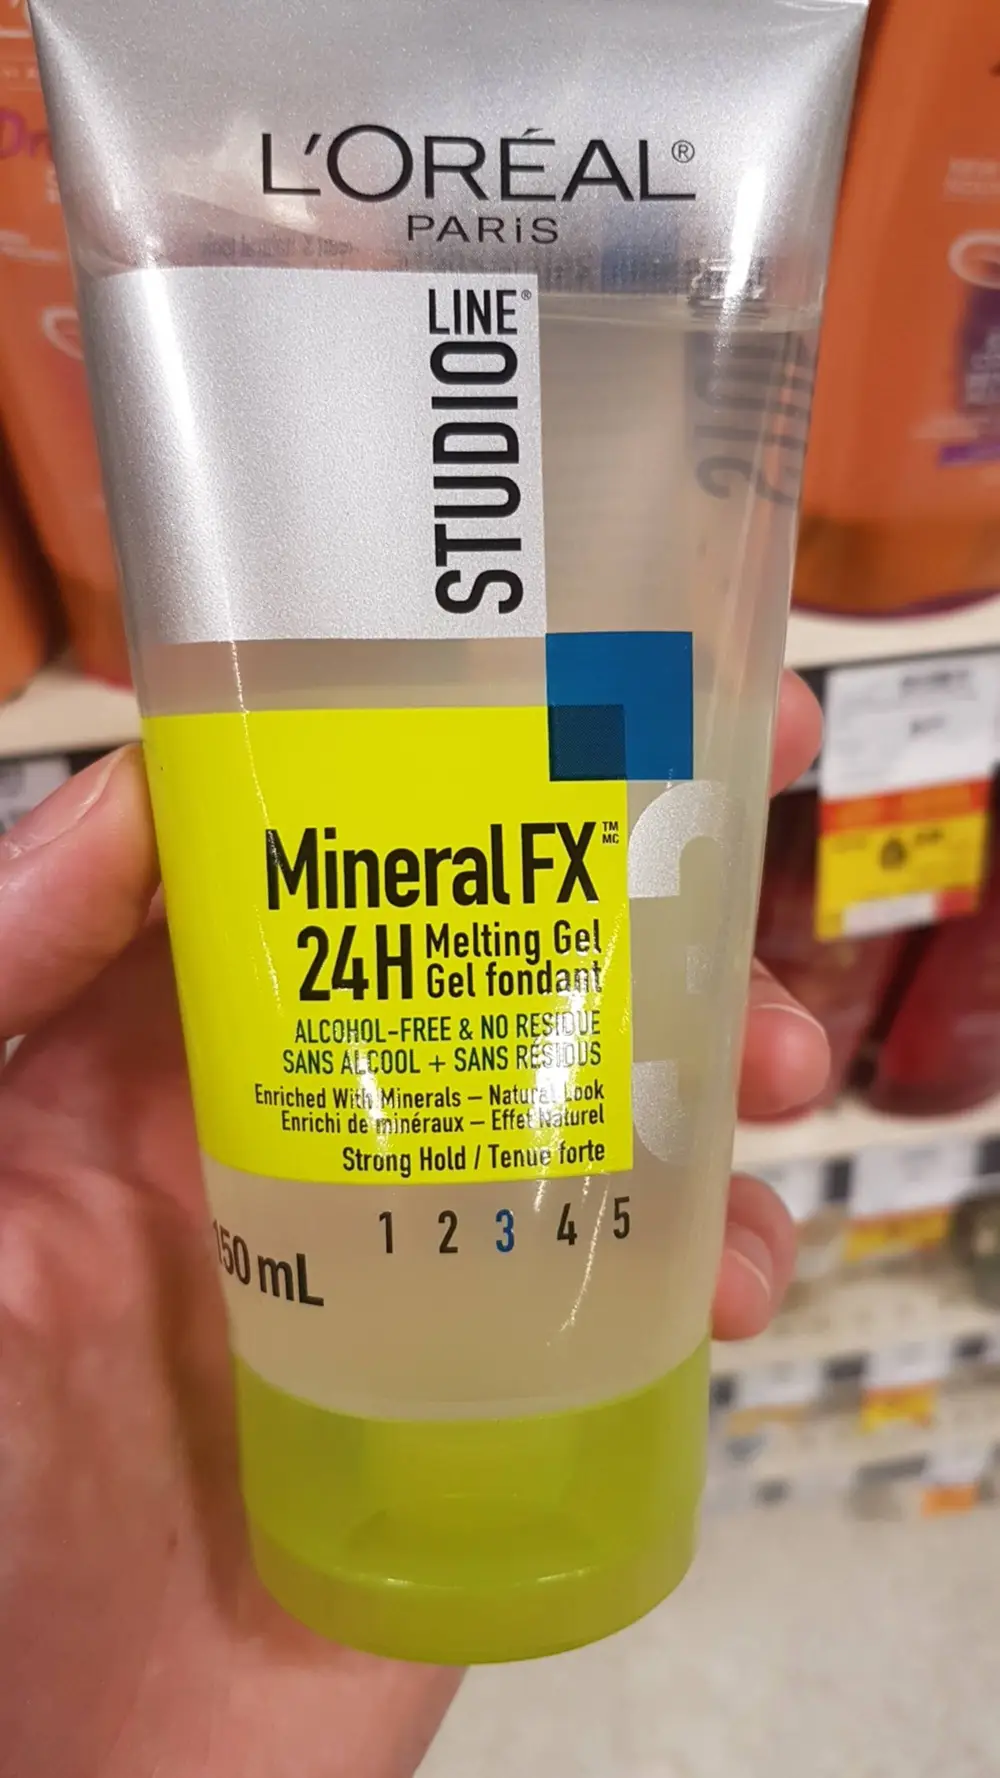 L'ORÉAL®
PARiS
STUDIO LINE®
MineralFX™ MC
24H Melting Gel
Gel fondant
ALCOHOL-FREE & NO RESIDUE
SANS ALCOOL + SANS RÉSIDUS
Enriched With Minerals – Natural Look
Enrichi de minéraux – Effet Naturel
Strong Hold / Tenue forte
1 2 3 4 5
150 mL